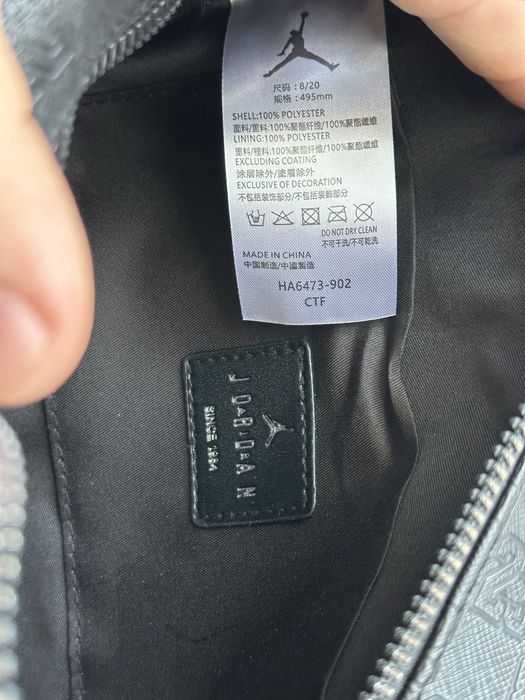 尺码：8/20
规格：495mm
SHELL:100% POLYESTER
面料/里料:100%聚酯纤维/100%聚酯纖維
LINING:100% POLYESTER
里料/裡料:100%聚酯纤维/100%聚酯纖維
EXCLUDING COATING
涂层除外/塗層除外
EXCLUSIVE OF DECORATION
不包括装饰部分/不包括裝飾部分
DO NOT DRY CLEAN
不可干洗/不可乾洗
MADE IN CHINA
中国制造/中國製造
HA6473-902
CTF
JORDAN
SINCE 1984